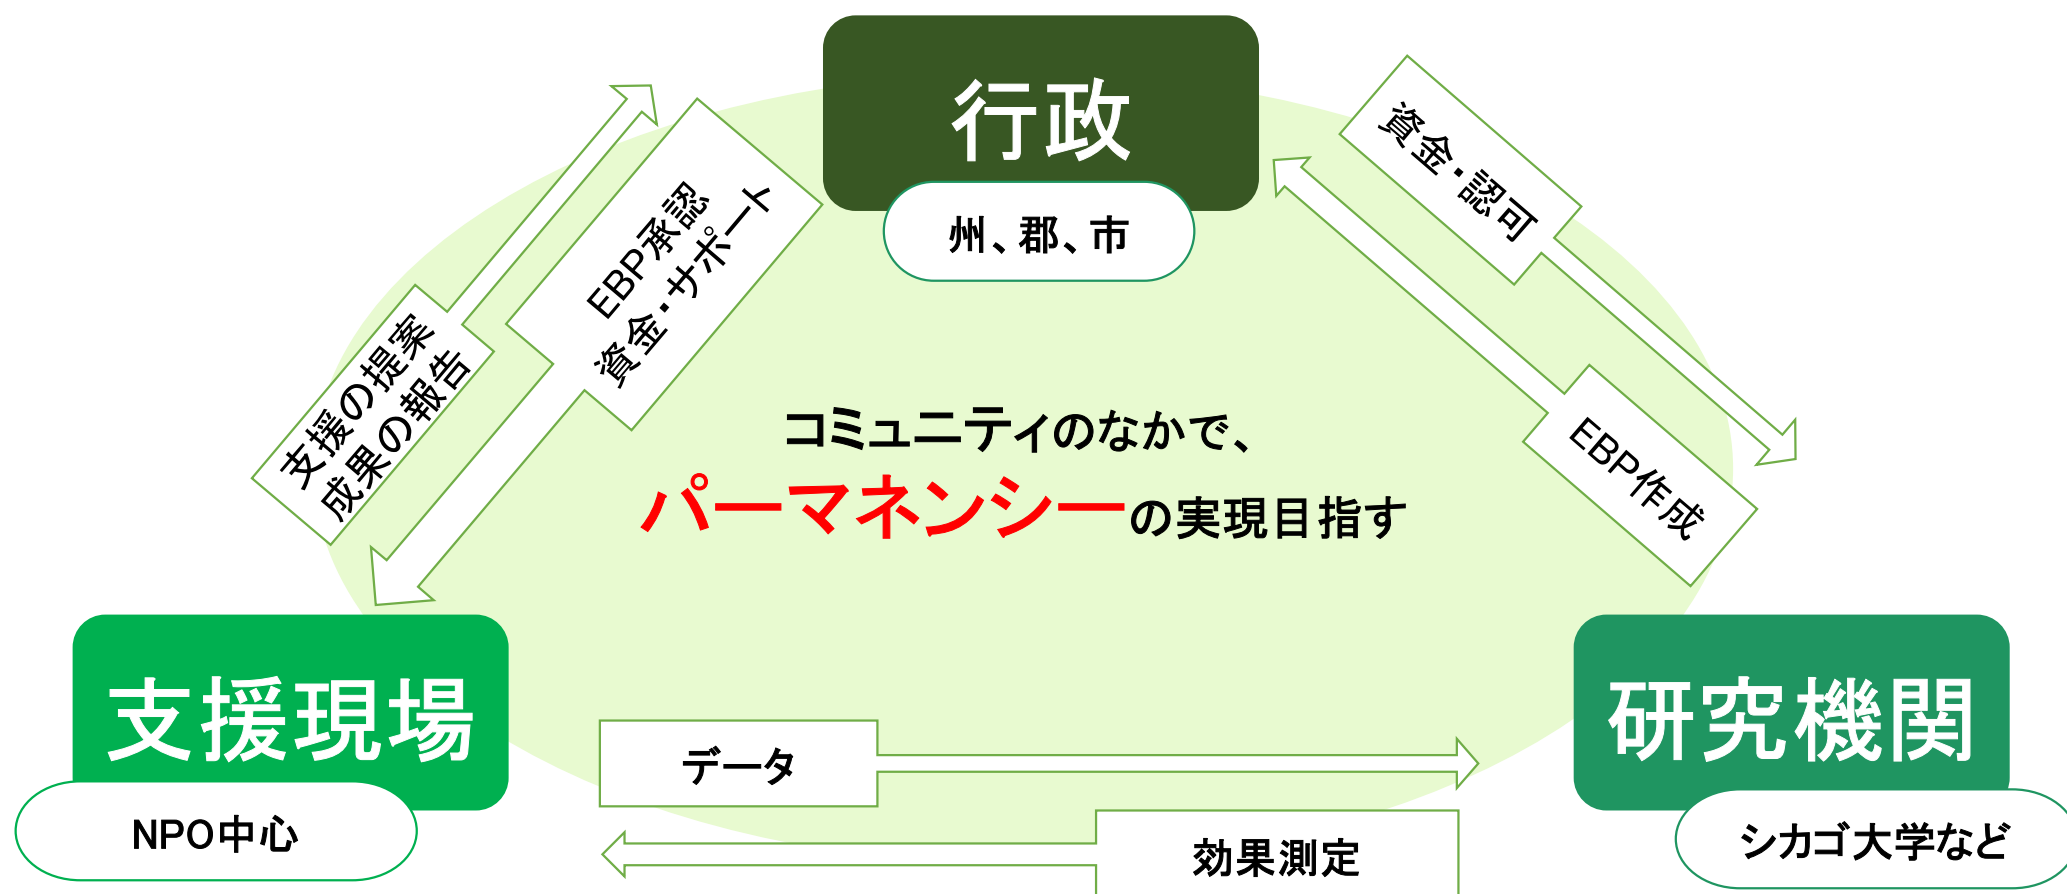 行政
州、郡、市
資金・認可
EBP承認
資金・サポート
支援の提案
成果の報告
コミュニティのなかで、
パーマネンシーの実現目指す
EBP作成
支援現場
NPO中心
データ
効果測定
研究機関
シカゴ大学など